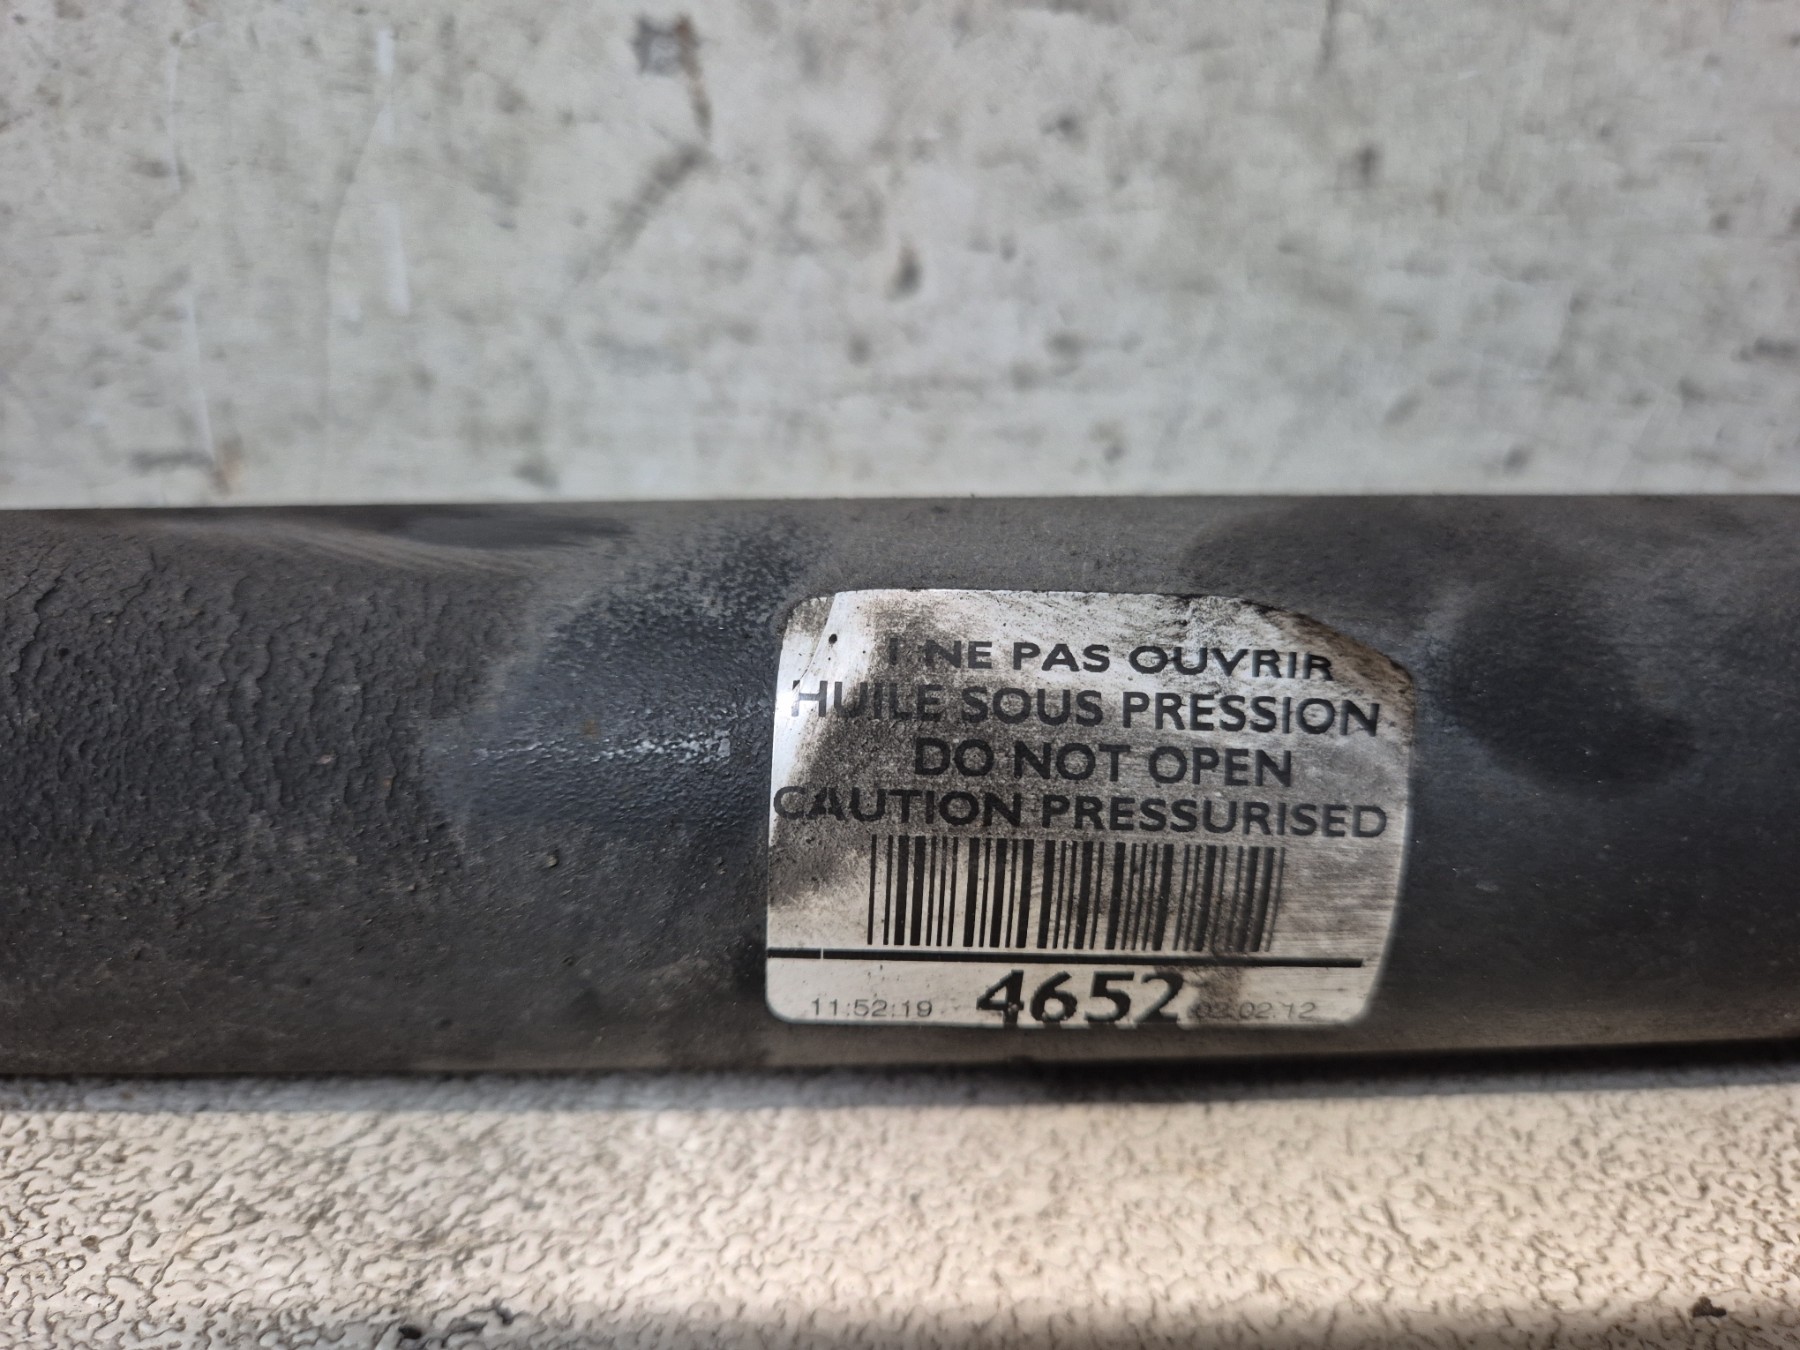 NE PAS OUVRIR
HUILE SOUS PRESSION
DO NOT OPEN
CAUTION PRESSURISED
11:52:19 4652 02.02.12